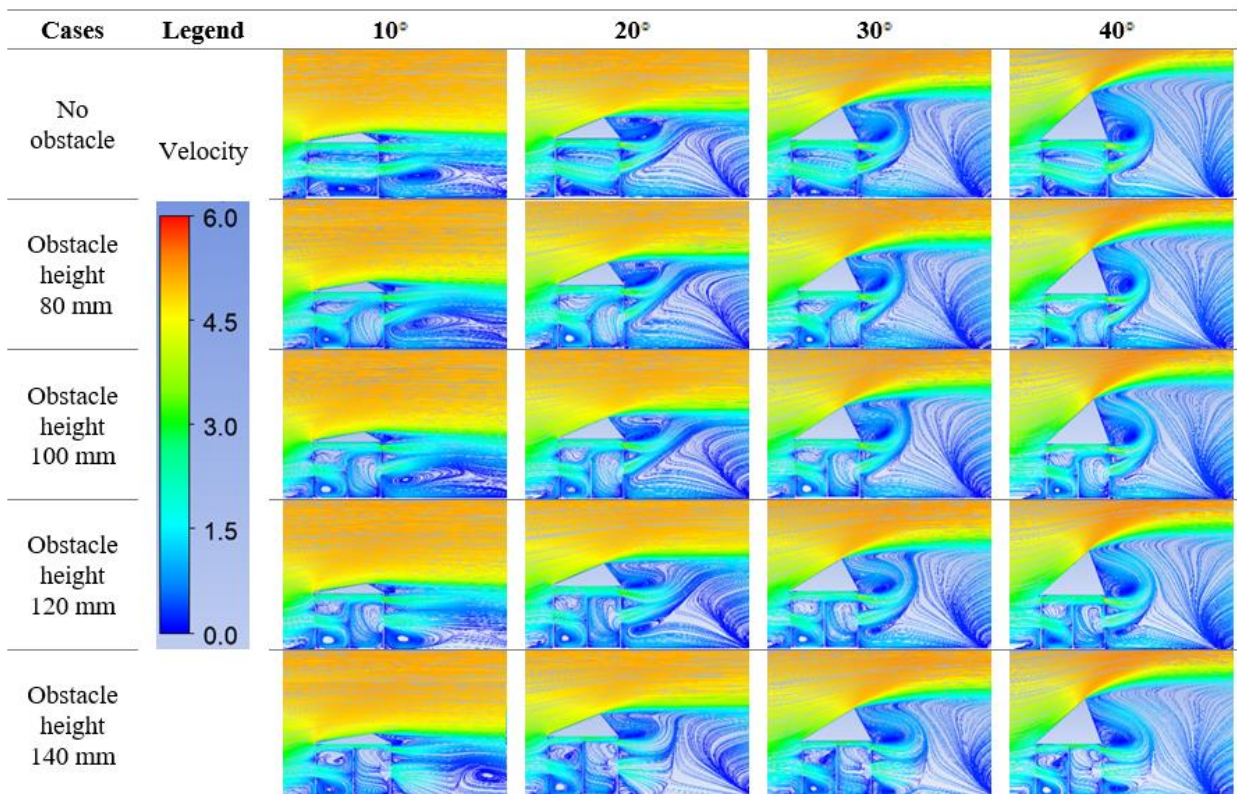 Cases Legend 10° 20° 30° 40°
No
obstacle
Velocity
6.0
4.5
3.0
1.5
0.0
Obstacle
height
80 mm
Obstacle
height
100 mm
Obstacle
height
120 mm
Obstacle
height
140 mm